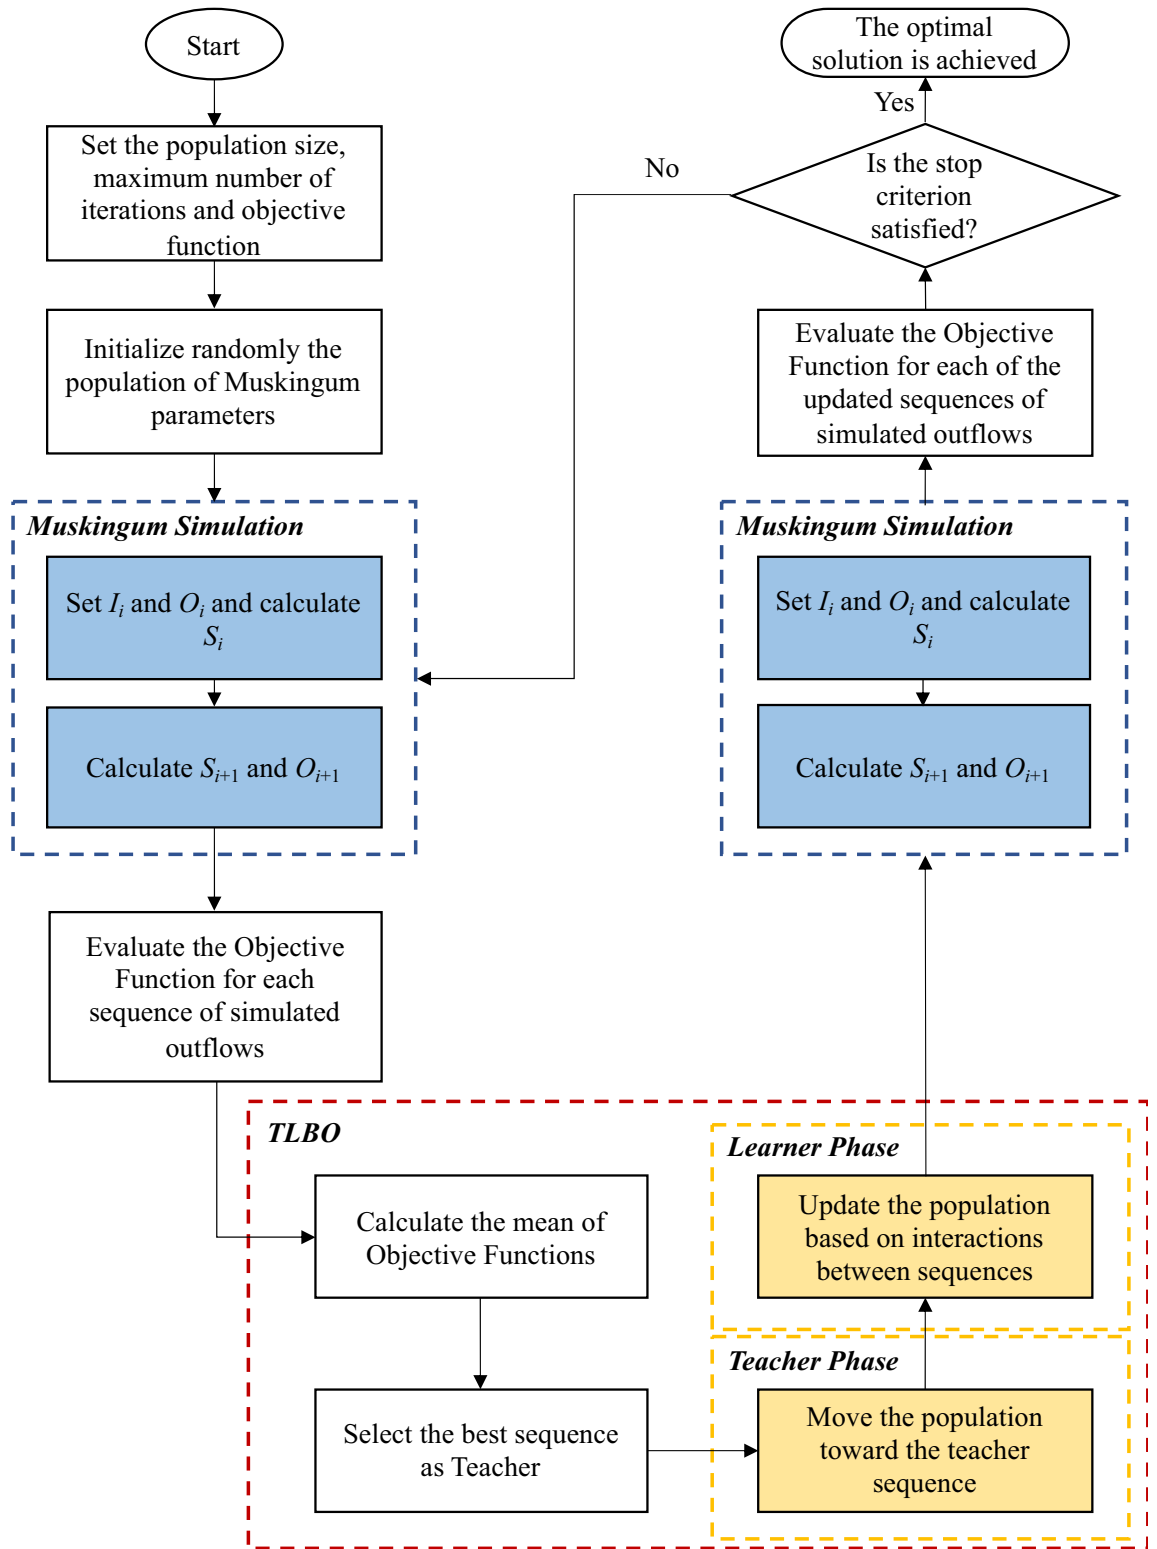 Start
Set the population size,
maximum number of
iterations and objective
function
Initialize randomly the
population of Muskingum
parameters
Muskingum Simulation
Set Iᵢ and Oᵢ and calculate
Sᵢ
Calculate Sᵢ₊₁ and Oᵢ₊₁
Evaluate the Objective
Function for each
sequence of simulated
outflows
TLBO
Calculate the mean of
Objective Functions
Select the best sequence
as Teacher
Teacher Phase
Move the population
toward the teacher
sequence
Learner Phase
Update the population
based on interactions
between sequences
Muskingum Simulation
Set Iᵢ and Oᵢ and calculate
Sᵢ
Calculate Sᵢ₊₁ and Oᵢ₊₁
Evaluate the Objective
Function for each of the
updated sequences of
simulated outflows
Is the stop
criterion
satisfied?
No
Yes
The optimal
solution is achieved